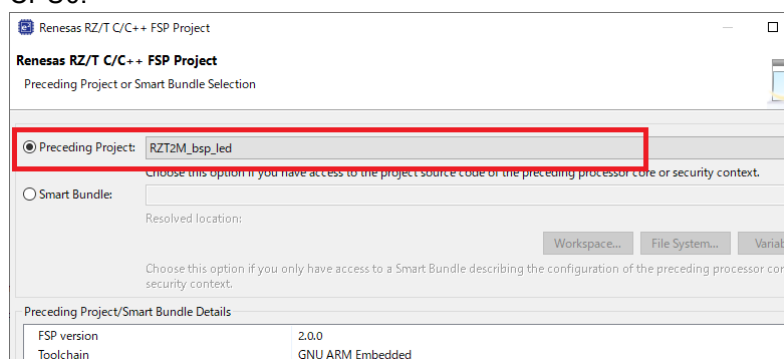 CPU0.
Renesas RZ/T C/C++ FSP Project
Renesas RZ/T C/C++ FSP Project
Preceding Project or Smart Bundle Selection
Preceding Project: RZT2M_bsp_led
Choose this option if you have access to the project source code of the preceding processor core or security context.
Smart Bundle:
Resolved location:
Workspace... File System... Variab
Choose this option if you only have access to a Smart Bundle describing the configuration of the preceding processor cor
security context.
Preceding Project/Smart Bundle Details
FSP version 2.0.0
Toolchain GNU ARM Embedded